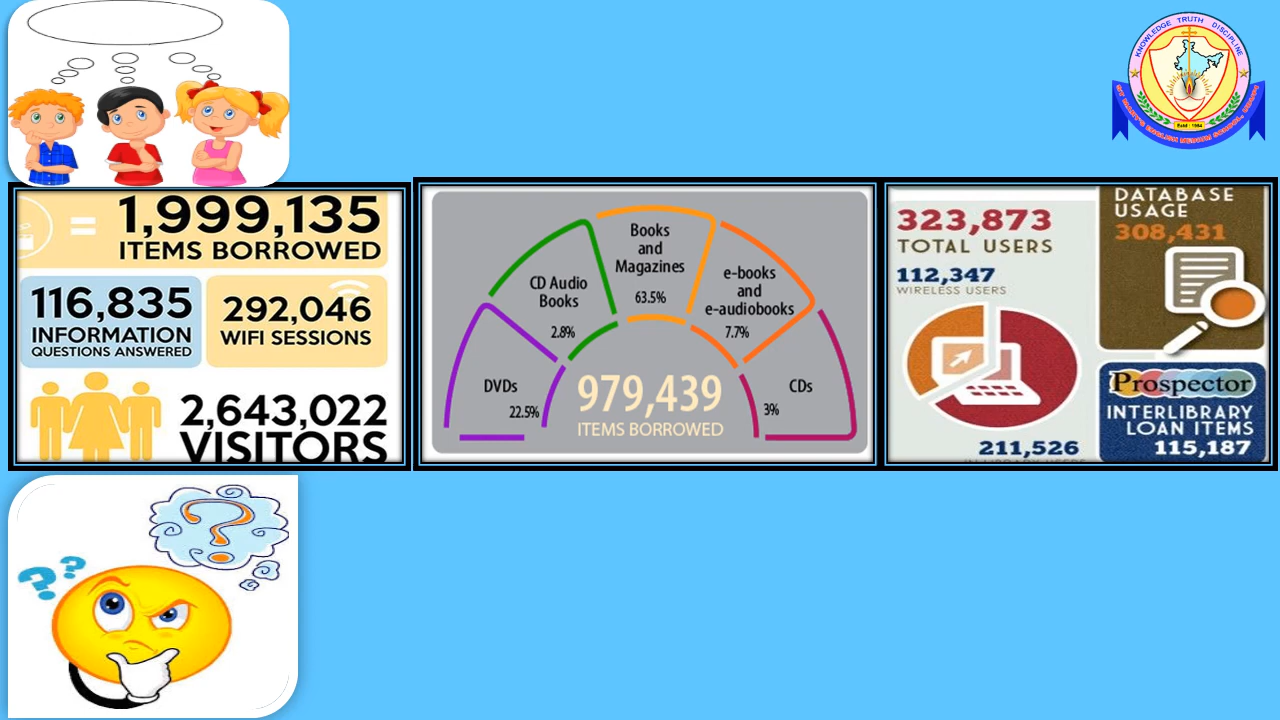 KNOWLEDGE TRUTH DISCIPLINE
Estd : 1984
= 1,999,135
ITEMS BORROWED
116,835
INFORMATION
QUESTIONS ANSWERED
292,046
WIFI SESSIONS
2,643,022
VISITORS
DVDs
22.5%
CD Audio
Books
2.8%
Books
and
Magazines
63.5%
e-books
and
e-audiobooks
7.7%
CDs
3%
979,439
ITEMS BORROWED
323,873
TOTAL USERS
112,347
WIRELESS USERS
211,526
DATABASE
USAGE
308,431
Prospector
INTERLIBRARY
LOAN ITEMS
115,187
?
? ?